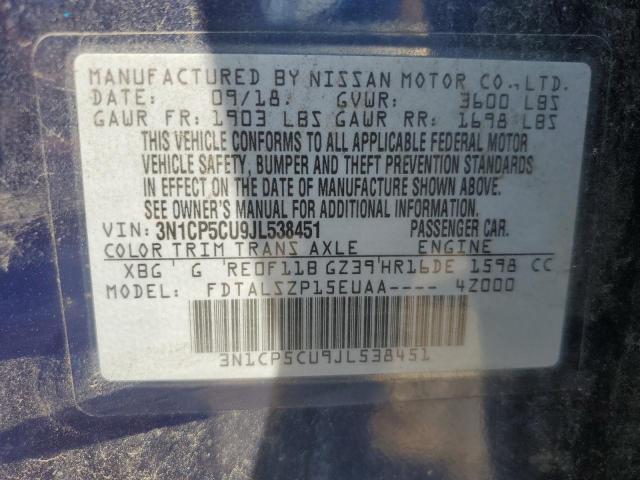 MANUFACTURED BY NISSAN MOTOR CO., LTD.
DATE: 09/18. GVWR: 3600 LBS
GAWR FR: 1903 LBS GAWR RR: 1698 LBS
THIS VEHICLE CONFORMS TO ALL APPLICABLE FEDERAL MOTOR
VEHICLE SAFETY, BUMPER AND THEFT PREVENTION STANDARDS
IN EFFECT ON THE DATE OF MANUFACTURE SHOWN ABOVE.
SEE OWNER'S MANUAL FOR ADDITIONAL INFORMATION.
VIN: 3N1CP5CU9JL538451 PASSENGER CAR.
COLOR TRIM TRANS AXLE ENGINE
XBG ' G ' RE0F11B GZ39'HR16DE 1598 CC
MODEL: FDTALSZP15EUAA---- 4Z000
3N1CP5CU9JL538451